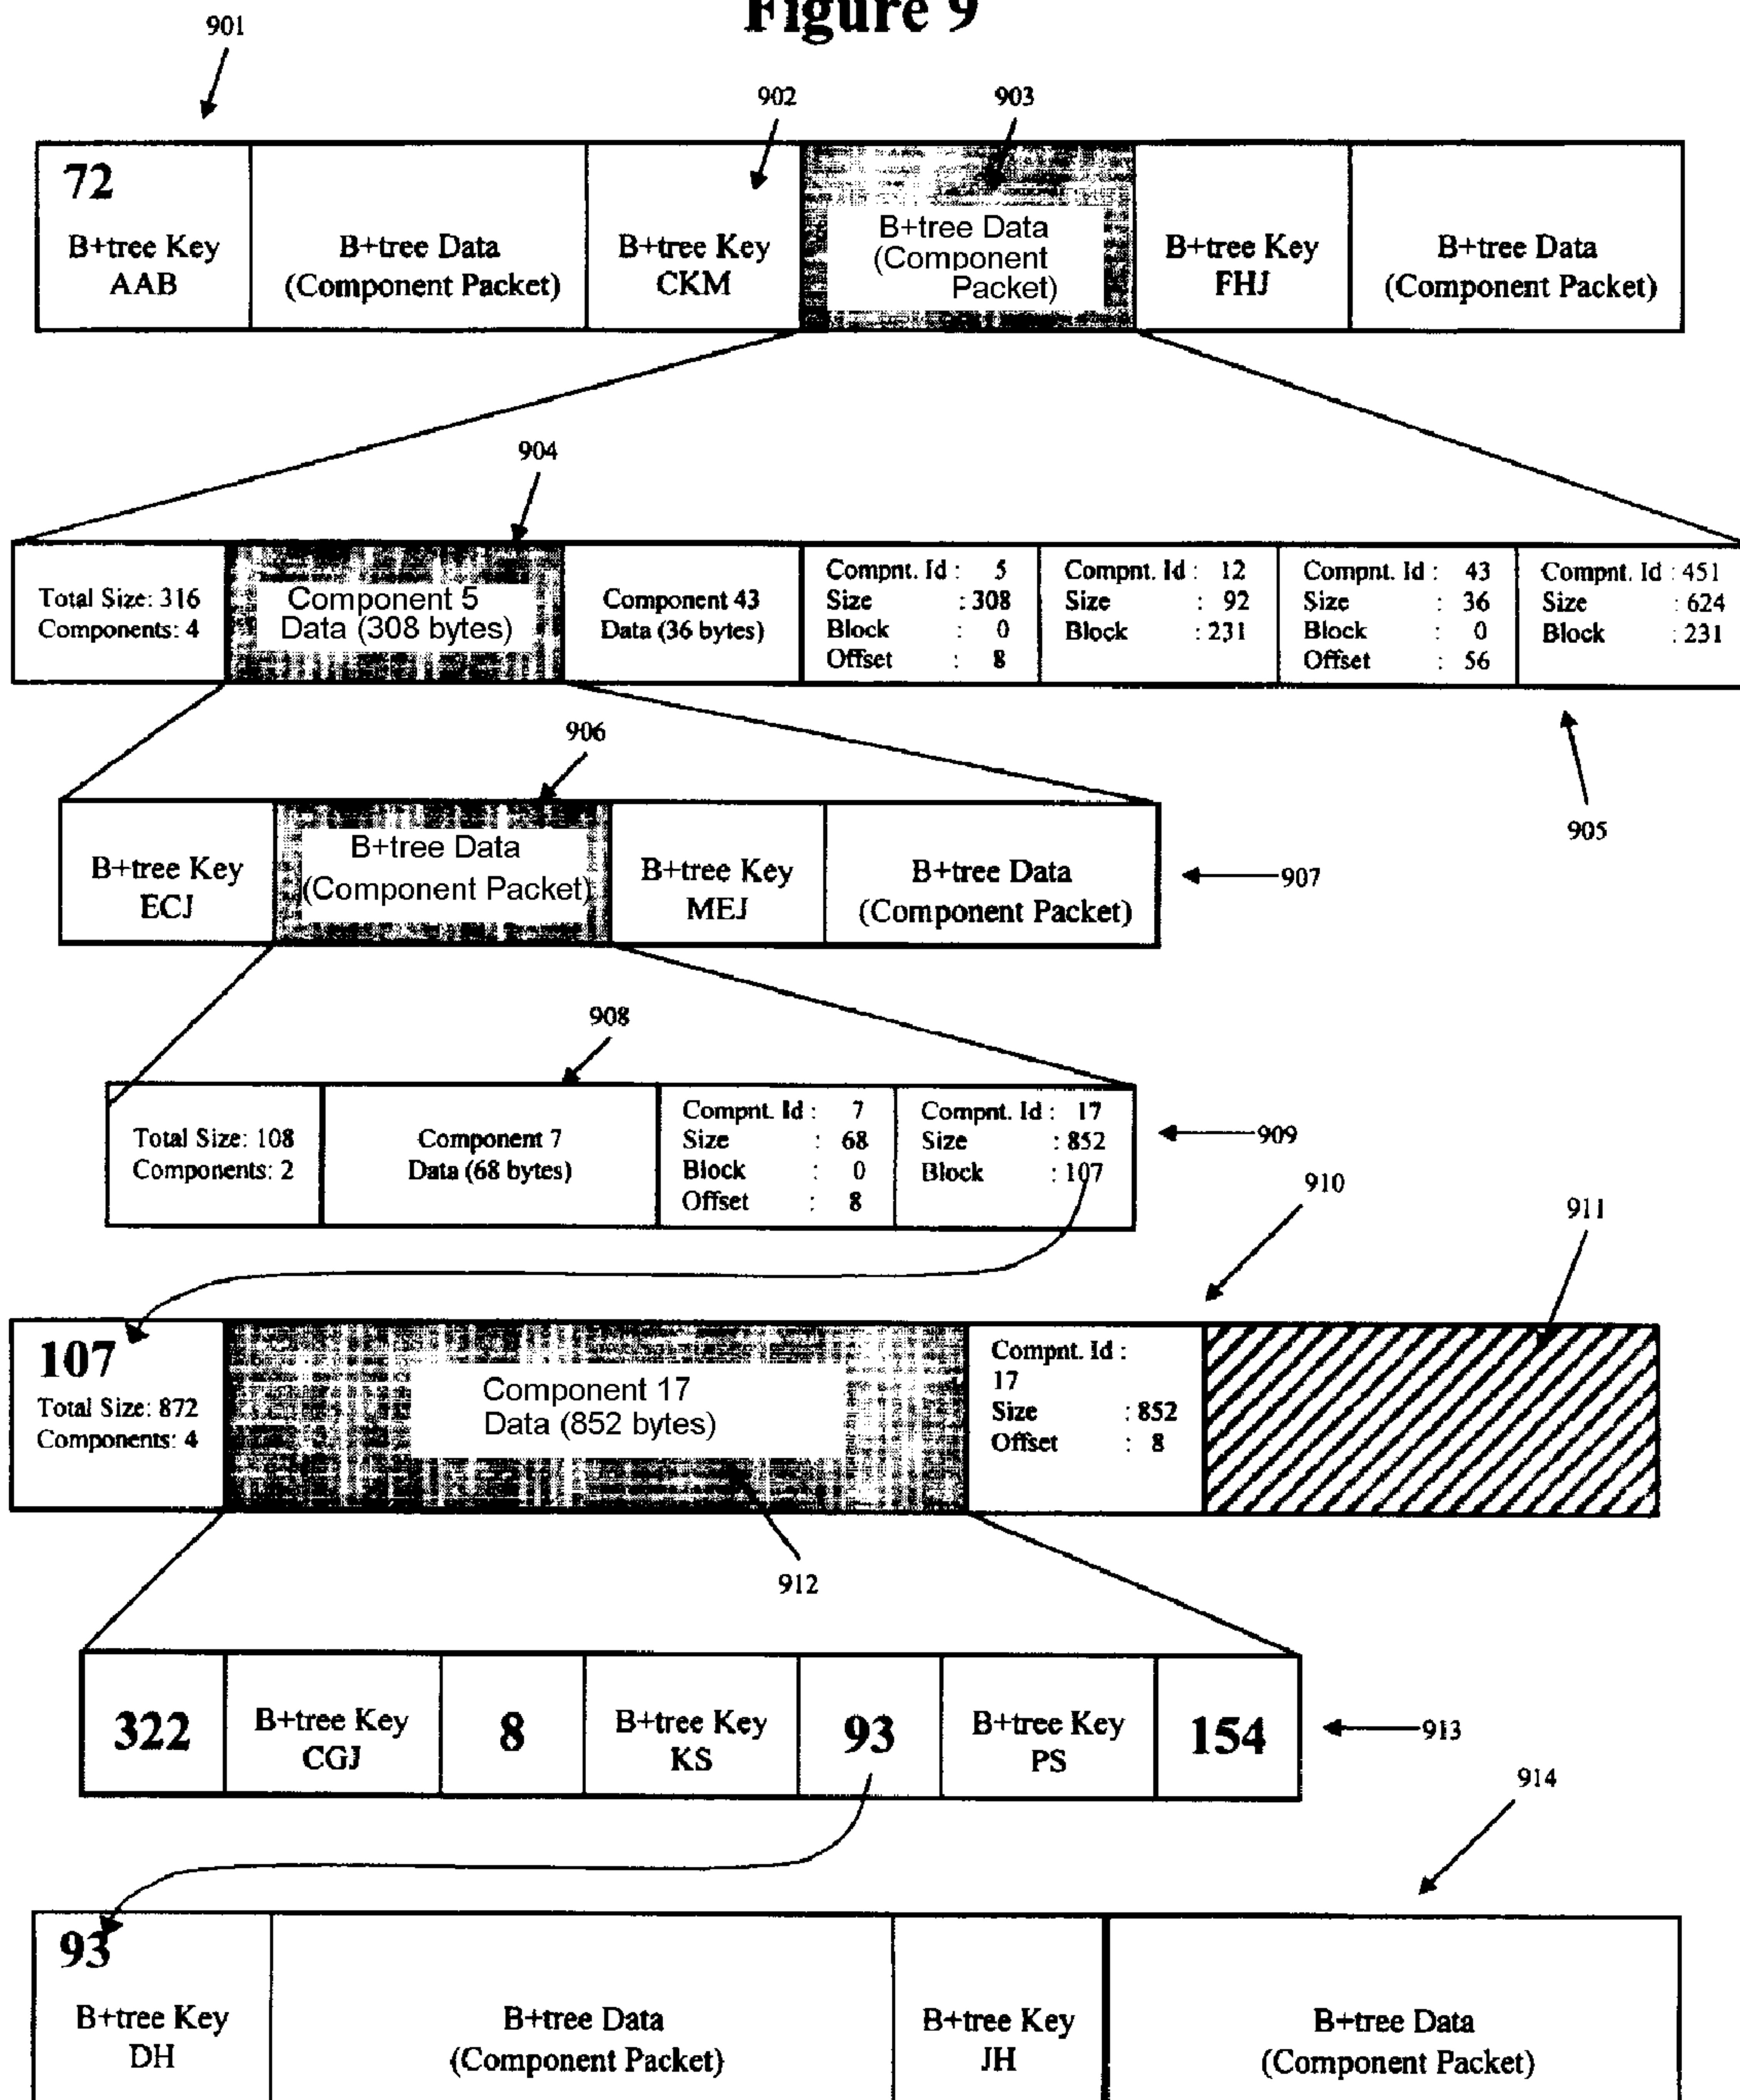 Figure 9
901
902
903
72
B+tree Key
AAB
B+tree Data
(Component Packet)
B+tree Key
CKM
B+tree Data
(Component
Packet)
B+tree Key
FHJ
B+tree Data
(Component Packet)
904
Total Size: 316
Components: 4
Component 5
Data (308 bytes)
Component 43
Data (36 bytes)
Compnt. Id : 5
Size : 308
Block : 0
Offset : 8
Compnt. Id : 12
Size : 92
Block : 231
Compnt. Id : 43
Size : 36
Block : 0
Offset : 56
Compnt. Id : 451
Size : 624
Block : 231
905
906
B+tree Key
ECJ
B+tree Data
(Component Packet)
B+tree Key
MEJ
B+tree Data
(Component Packet)
907
908
Total Size: 108
Components: 2
Component 7
Data (68 bytes)
Compnt. Id : 7
Size : 68
Block : 0
Offset : 8
Compnt. Id : 17
Size : 852
Block : 107
909
910
911
107
Total Size: 872
Components: 4
Component 17
Data (852 bytes)
Compnt. Id :
17
Size : 852
Offset : 8
912
322
B+tree Key
CGJ
8
B+tree Key
KS
93
B+tree Key
PS
154
913
914
93
B+tree Key
DH
B+tree Data
(Component Packet)
B+tree Key
JH
B+tree Data
(Component Packet)